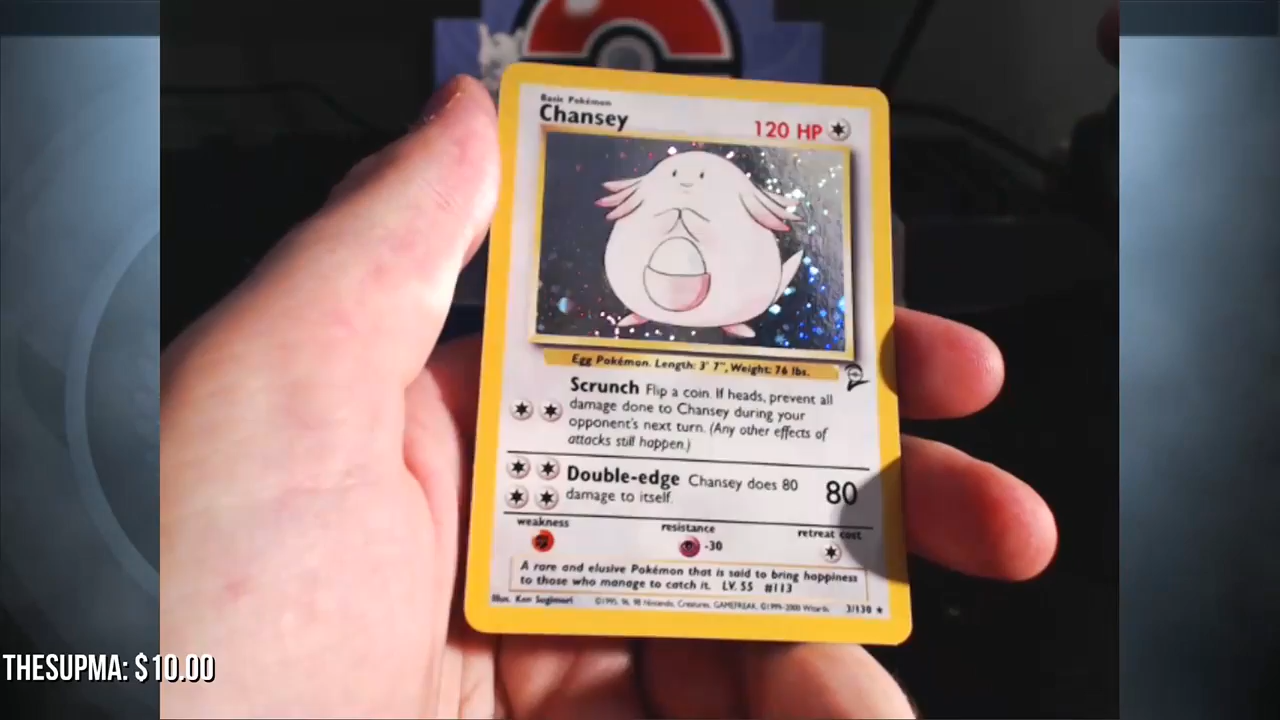 Basic Pokémon
Chansey
120 HP
Egg Pokémon. Length: 3' 7", Weight: 76 lbs.
Scrunch Flip a coin. If heads, prevent all
damage done to Chansey during your
opponent's next turn. (Any other effects of
attacks still happen.)
Double-edge Chansey does 80
damage to itself.
80
weakness
resistance
retreat cost
-30
A rare and elusive Pokémon that is said to bring happiness
to those who manage to catch it. LV. 55 #113
Illus. Ken Sugimori
©1995, 96, 98 Nintendo, Creatures, GAMEFREAK. ©1999-2000 Wizards.
3/130
THESUPMA: $10.00